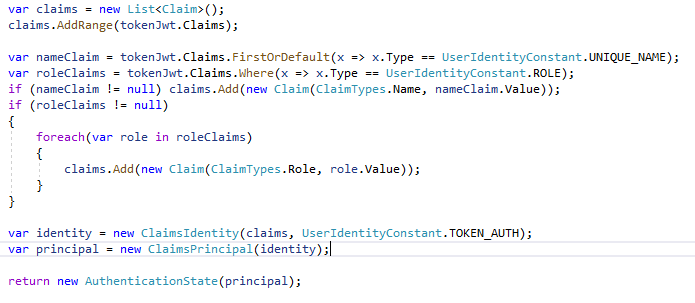 var claims = new List<Claim>();
claims.AddRange(tokenJwt.Claims);
var nameClaim = tokenJwt.Claims.FirstOrDefault(x => x.Type == UserIdentityConstant.UNIQUE_NAME);
var roleClaims = tokenJwt.Claims.Where(x => x.Type == UserIdentityConstant.ROLE);
if (nameClaim != null) claims.Add(new Claim(ClaimTypes.Name, nameClaim.Value));
if (roleClaims != null)
{
    foreach(var role in roleClaims)
    {
        claims.Add(new Claim(ClaimTypes.Role, role.Value));
    }
}
var identity = new ClaimsIdentity(claims, UserIdentityConstant.TOKEN_AUTH);
var principal = new ClaimsPrincipal(identity);
return new AuthenticationState(principal);